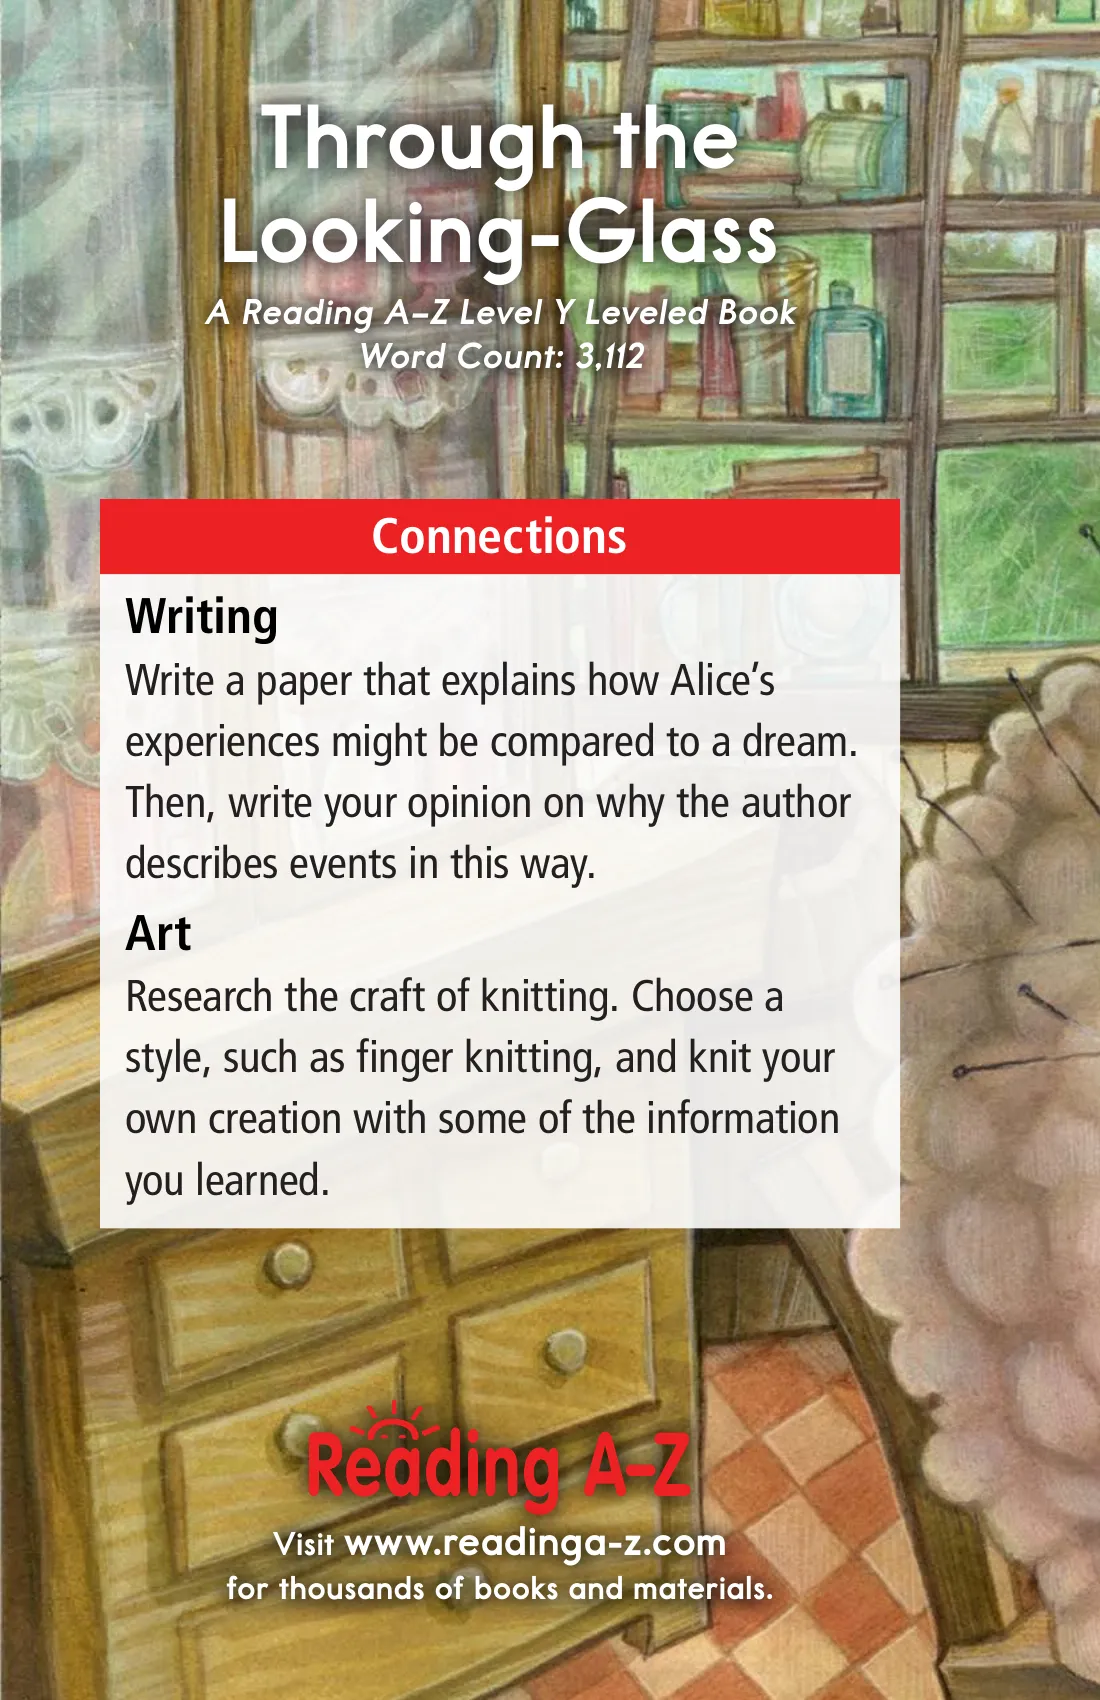 Through the
Looking-Glass
A Reading A–Z Level Y Leveled Book
Word Count: 3,112
Connections
Writing
Write a paper that explains how Alice’s
experiences might be compared to a dream.
Then, write your opinion on why the author
describes events in this way.
Art
Research the craft of knitting. Choose a
style, such as finger knitting, and knit your
own creation with some of the information
you learned.
Reading A–Z
Visit www.readinga-z.com
for thousands of books and materials.